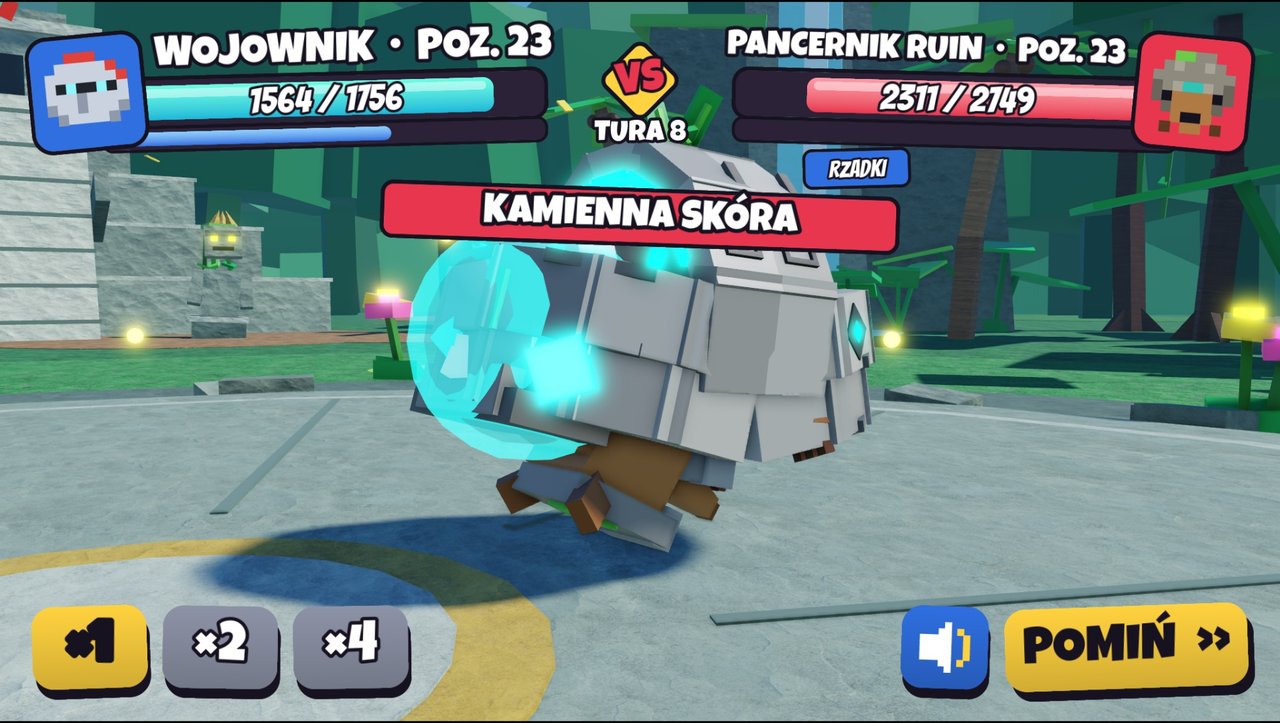 WOJOWNIK • POZ. 23
1564 / 1756
VS
TURA 8
PANCERNIK RUIN • POZ. 23
2311 / 2749
RZADKI
KAMIENNA SKÓRA
×1
×2
×4
POMIŃ »